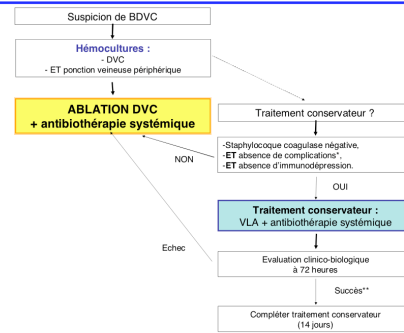 Suspicion de BDVC
Hémocultures :
- DVC
- ET ponction veineuse périphérique
ABLATION DVC
+ antibiothérapie systémique
Traitement conservateur ?
-Staphylocoque coagulase négative,
-ET absence de complications*,
-ET absence d'immunodépression.
NON
OUI
Traitement conservateur :
VLA + antibiothérapie systémique
Echec
Evaluation clinico-biologique
à 72 heures
Succès**
Compléter traitement conservateur
(14 jours)